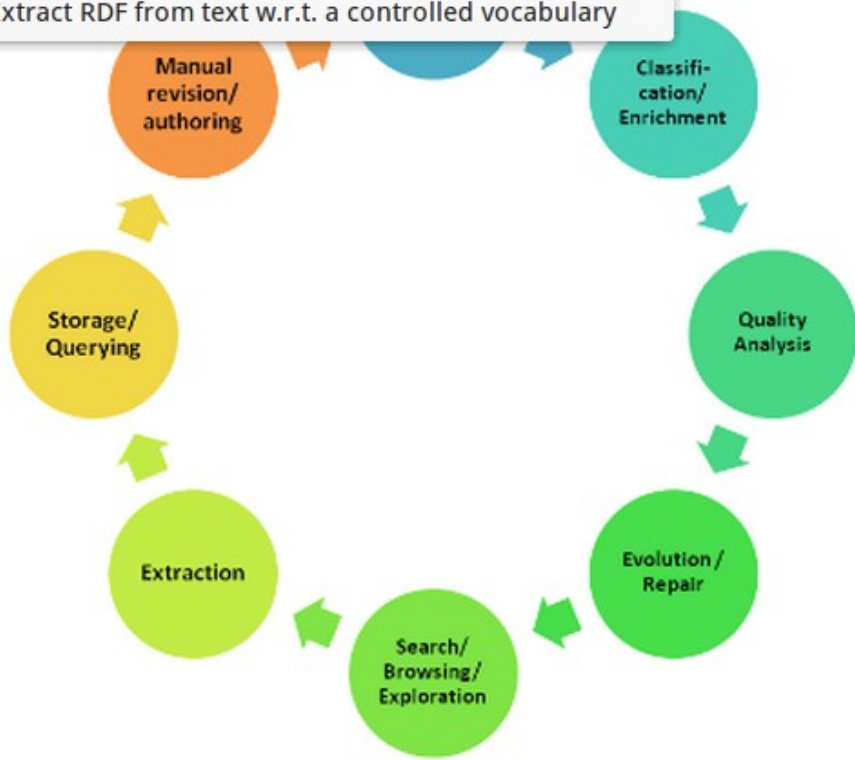 xtract RDF from text w.r.t. a controlled vocabulary
Manual
revision/
authoring
Classifi-
cation/
Enrichment
Storage/
Querying
Quality
Analysis
Extraction
Evolution /
Repair
Search/
Browsing/
Exploration